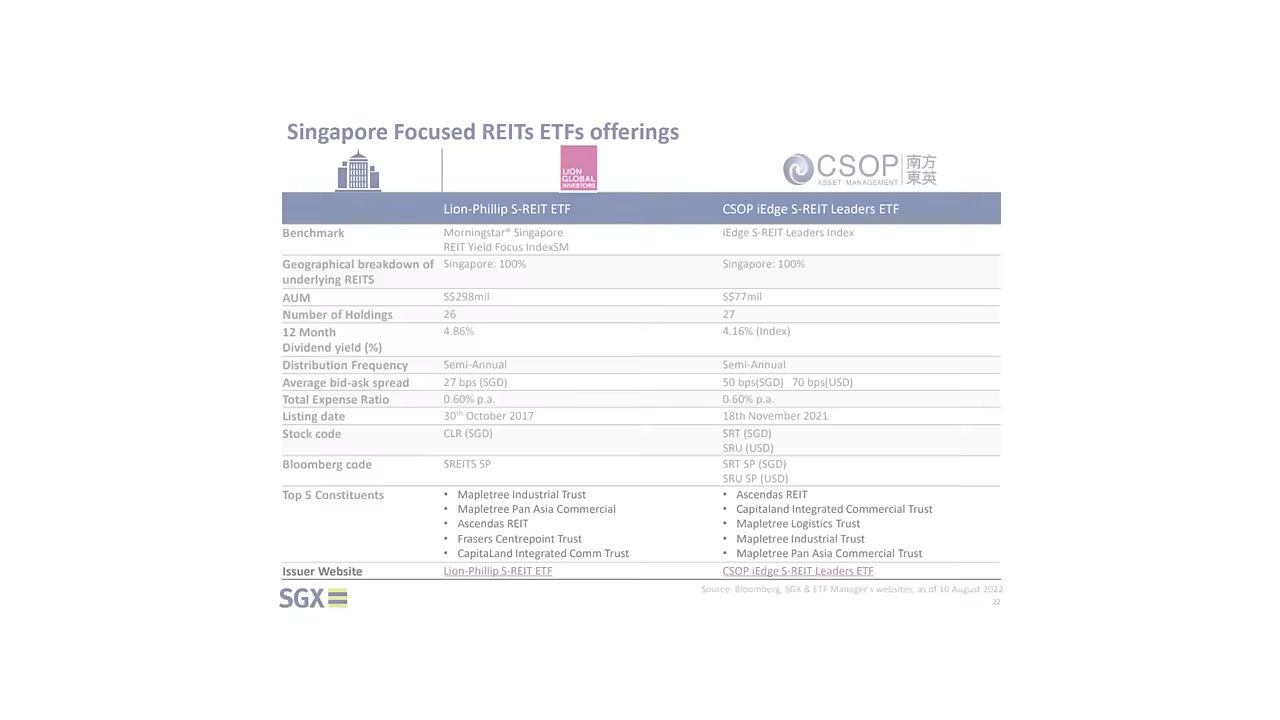 Singapore Focused REITs ETFs offerings
LION
GLOBAL
INVESTORS
CSOP 南方
ASSET MANAGEMENT 東英
Lion-Phillip S-REIT ETF CSOP iEdge S-REIT Leaders ETF
Benchmark Morningstar® Singapore iEdge S-REIT Leaders Index
REIT Yield Focus IndexSM
Geographical breakdown of Singapore: 100% Singapore: 100%
underlying REITS
AUM S$298mil S$77mil
Number of Holdings 26 27
12 Month 4.86% 4.16% (Index)
Dividend yield (%)
Distribution Frequency Semi-Annual Semi-Annual
Average bid-ask spread 27 bps (SGD) 50 bps(SGD) 70 bps(USD)
Total Expense Ratio 0.60% p.a. 0.60% p.a.
Listing date 30th October 2017 18th November 2021
Stock code CLR (SGD) SRT (SGD)
SRU (USD)
Bloomberg code SREITS SP SRT SP (SGD)
SRU SP (USD)
Top 5 Constituents • Mapletree Industrial Trust • Ascendas REIT
• Mapletree Pan Asia Commercial • Capitaland Integrated Commercial Trust
• Ascendas REIT • Mapletree Logistics Trust
• Frasers Centrepoint Trust • Mapletree Industrial Trust
• CapitaLand Integrated Comm Trust • Mapletree Pan Asia Commercial Trust
Issuer Website Lion-Phillip S-REIT ETF CSOP iEdge S-REIT Leaders ETF
SGX Source: Bloomberg, SGX & ETF Manager's websites, as of 10 August 2022
22